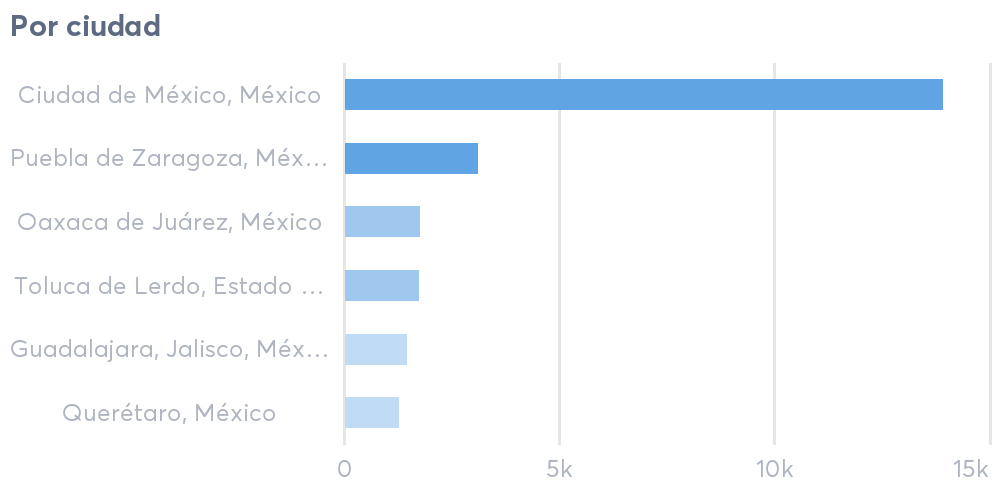 Por ciudad
Ciudad de México, México
Puebla de Zaragoza, Méx...
Oaxaca de Juárez, México
Toluca de Lerdo, Estado ...
Guadalajara, Jalisco, Méx...
Querétaro, México
0 5k 10k 15k